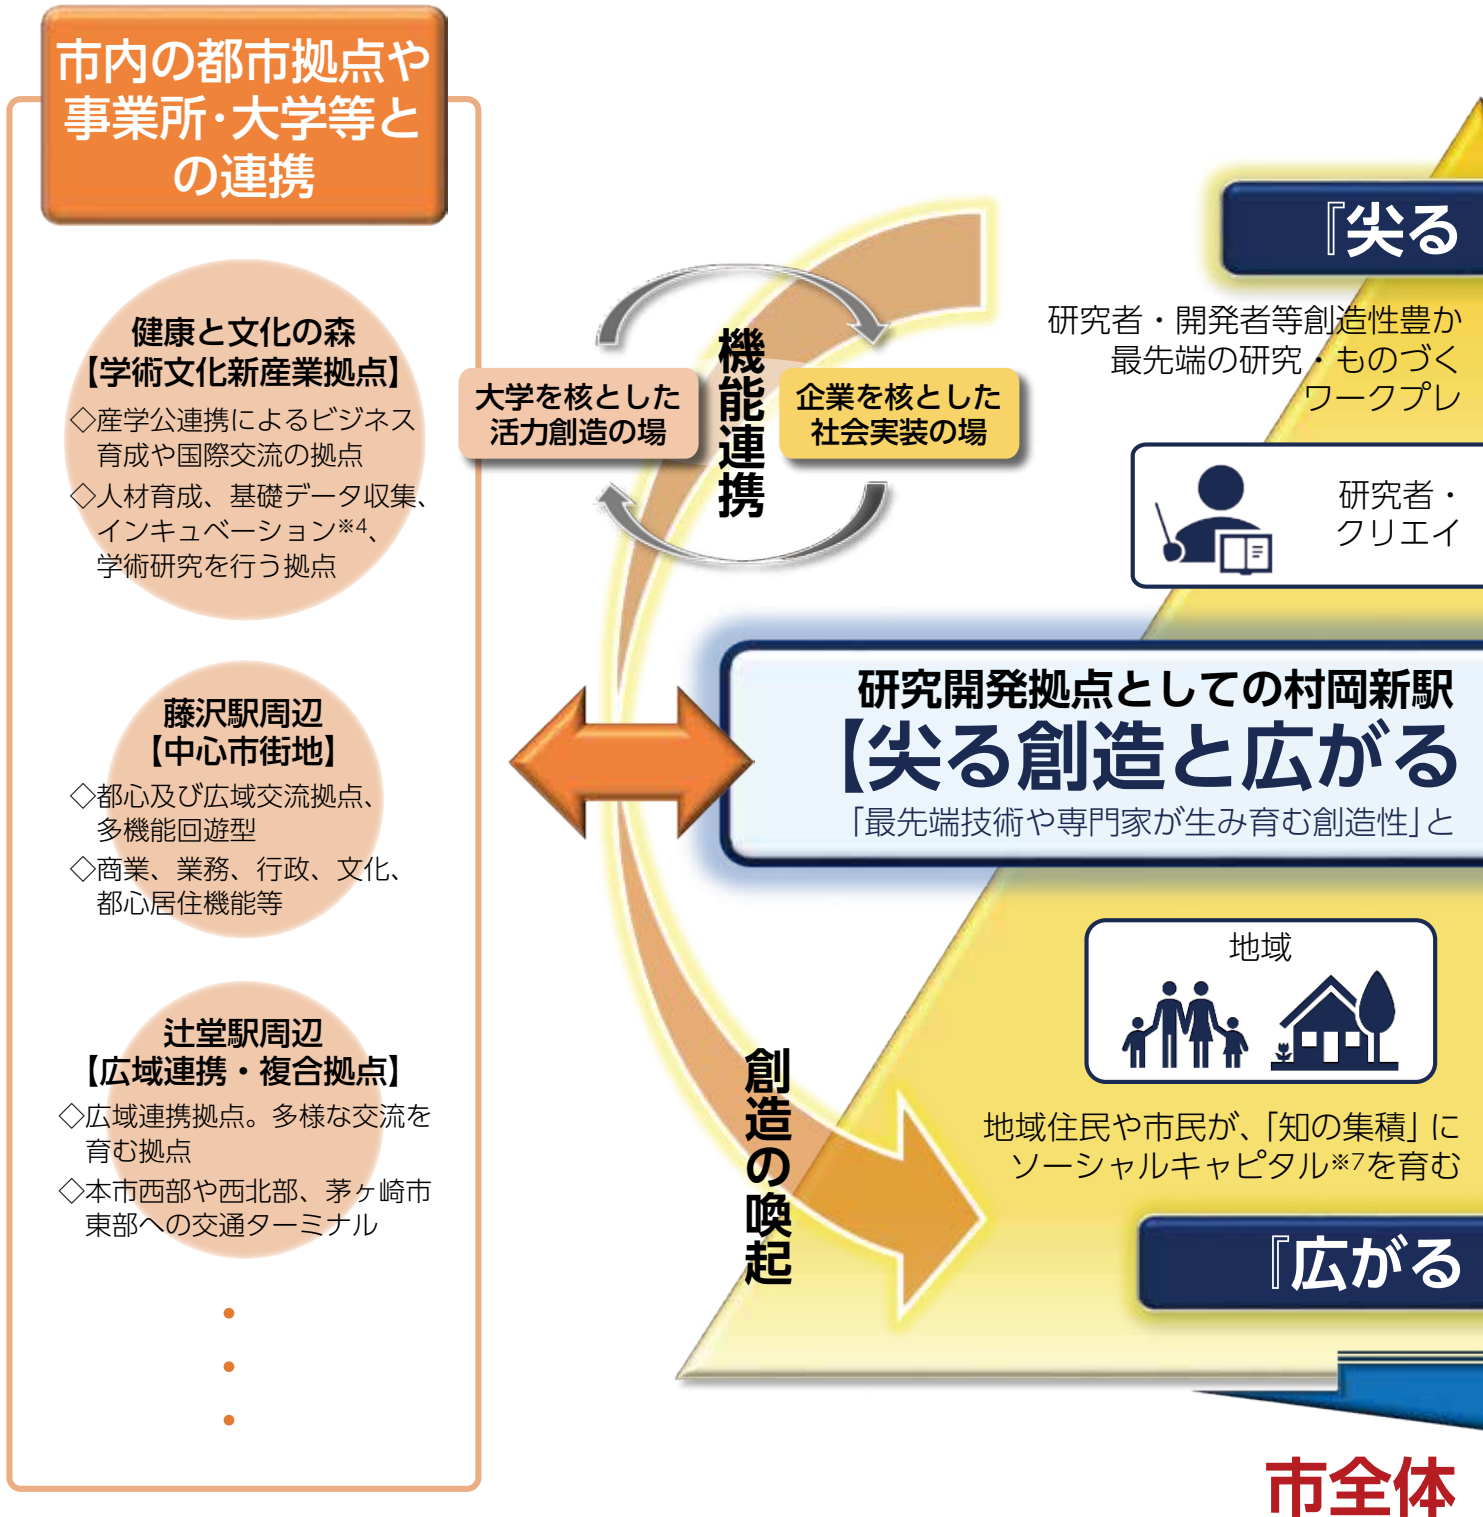 市内の都市拠点や
事業所･大学等と
の連携
健康と文化の森
【学術文化新産業拠点】
◇産学公連携によるビジネス
育成や国際交流の拠点
◇人材育成、基礎データ収集、
インキュベーション※4、
学術研究を行う拠点
藤沢駅周辺
【中心市街地】
◇都心及び広域交流拠点、
多機能回遊型
◇商業、業務、行政、文化、
都心居住機能等
辻堂駅周辺
【広域連携・複合拠点】
◇広域連携拠点。多様な交流を
育む拠点
◇本市西部や西北部、茅ヶ崎市
東部への交通ターミナル
機能連携
大学を核とした
活力創造の場
企業を核とした
社会実装の場
『尖る
研究者・開発者等創造性豊か
最先端の研究・ものづく
ワークプレ
研究者・
クリエイ
研究開発拠点としての村岡新駅
【尖る創造と広がる
「最先端技術や専門家が生み育む創造性」と
地域
創造の喚起
地域住民や市民が、「知の集積」に
ソーシャルキャピタル※7を育む
『広がる
市全体